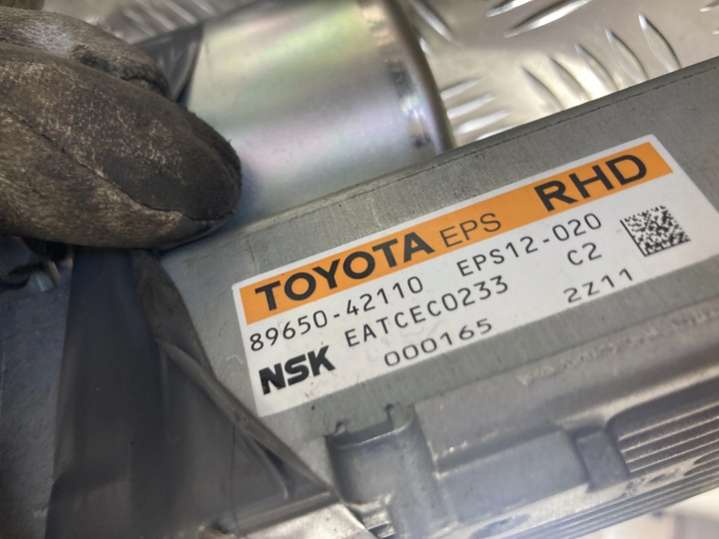 TOYOTA EPS RHD
89650-42110 EPS12-020
EATCEC0233 C2
NSK 000165 2Z11